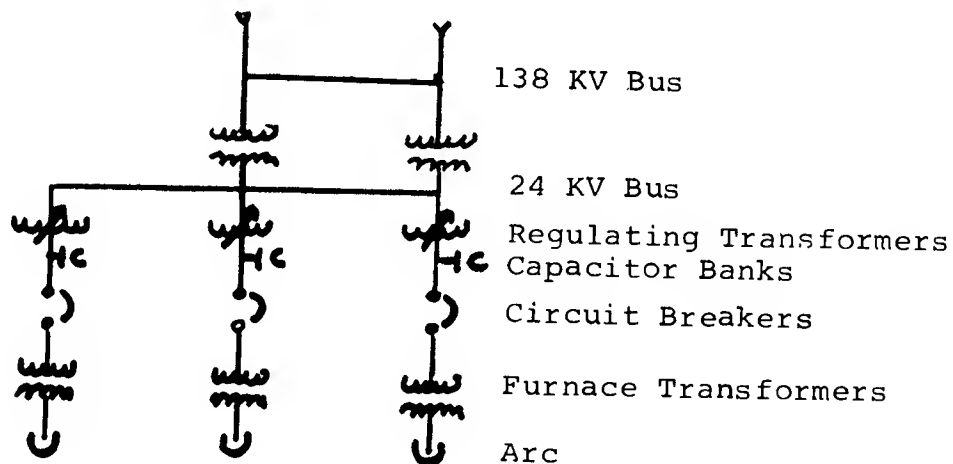 138 KV Bus
24 KV Bus
Regulating Transformers
C C C Capacitor Banks
Circuit Breakers
Furnace Transformers
Arc